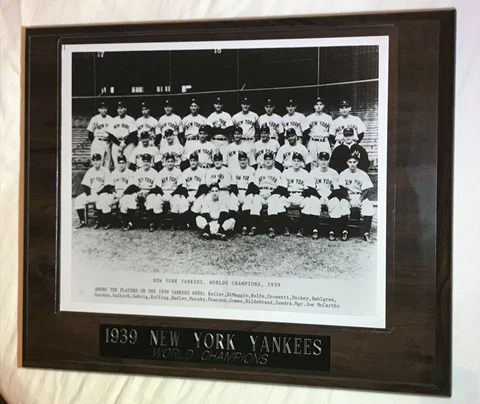 NEW YORK YANKEES, WORLDS CHAMPIONS, 1939
AMONG THE PLAYERS ON THE 1939 YANKEES WERE: Keller,DiMaggio,Rolfe,Crosetti,Dickey,Dahlgren,
Gordon,Selkirk,Gehrig,Ruffing,Hadley,Murphy,Pearson,Gomez,Hildebrand,Sundra.Mgr.Joe McCarthy
1939 NEW YORK YANKEES
WORLD CHAMPIONS